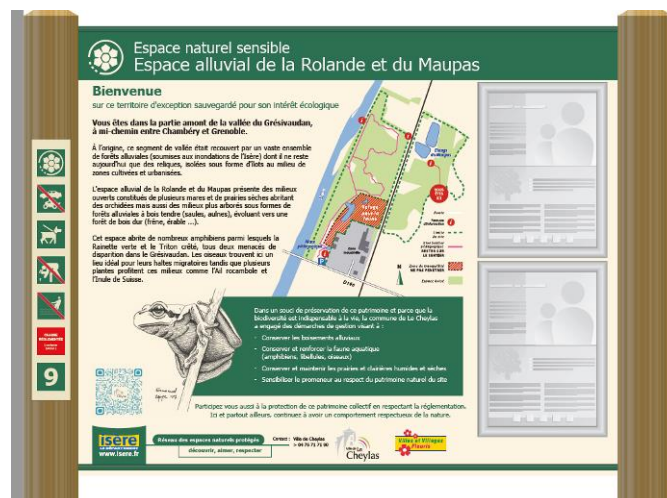 Espace naturel sensible
Espace alluvial de la Rolande et du Maupas
Bienvenue
sur ce territoire d'exception sauvegardé pour son intérêt écologique
Vous êtes dans la partie amont de la vallée du Grésivaudan,
à mi-chemin entre Chambéry et Grenoble.
À l'origine, ce segment de vallée était recouvert par un vaste ensemble
de forêts alluviales (soumises aux inondations de l'Isère) dont il ne reste
aujourd'hui que des reliques, isolées sous forme d'îlots au milieu de
zones cultivées et urbanisées.
L'espace alluvial de la Rolande et du Maupas présente des milieux
ouverts constitués de plusieurs mares et de prairies sèches abritant
des orchidées mais aussi des milieux plus arborés sous formes de
forêts alluviales à bois tendre (saules, aulnes), évoluant vers une
forêt de bois dur (frêne, érable ...).
Cet espace abrite de nombreux amphibiens parmi lesquels la
Rainette verte et le Triton crêté, tous deux menacés de
disparition dans le Grésivaudan. Les oiseaux trouvent ici un
lieu idéal pour leurs haltes migratoires tandis que plusieurs
plantes profitent ces milieux comme l'Ail rocambole et
l'Inule de Suisse.
P
N
Dans un souci de préservation de ce patrimoine et parce que la
biodiversité est indispensable à la vie, la commune de Le Cheylas
a engagé des démarches de gestion visant à :
- Conserver les boisements alluviaux
- Conserver et renforcer la faune aquatique
(amphibiens, libellules, oiseaux)
- Conserver et maintenir les prairies et clairières humides et sèches
- Sensibiliser le promeneur au respect du patrimoine naturel du site
9
Participez vous aussi à la protection de ce patrimoine collectif en respectant la réglementation.
Ici et partout ailleurs, continuez à avoir un comportement respectueux de la nature.
isère
www.isere.fr
Réseau des espaces naturels protégés
découvrir, aimer, respecter
Contact : Ville de Cheylas
Cheylas
Villes et Villages
Fleuris